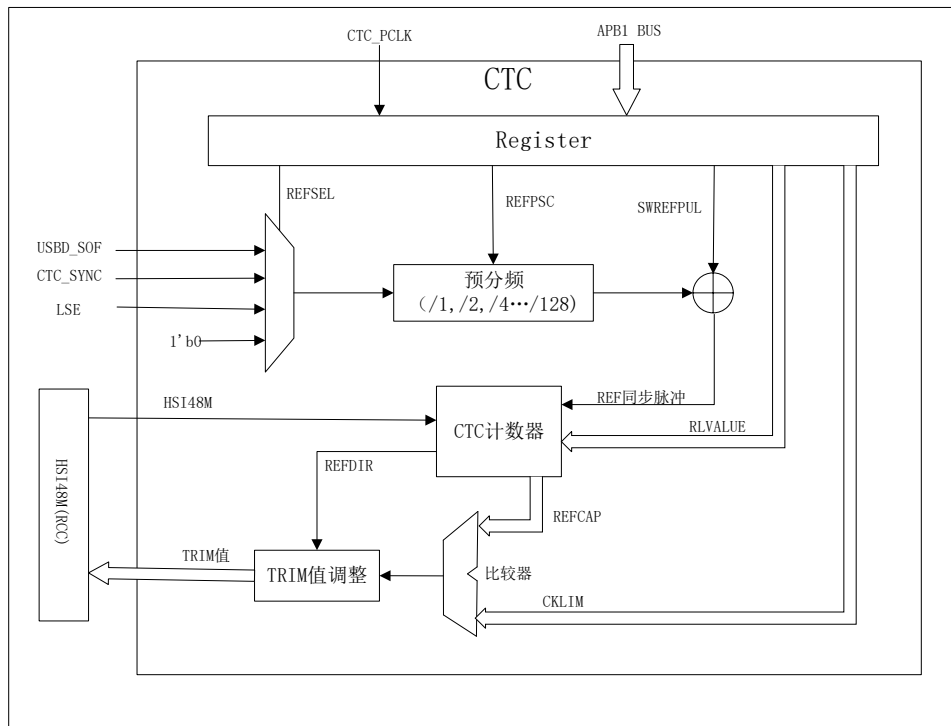 CTC_PCLK
APB1 BUS
CTC
Register
REFSEL
REFPSC
SWREFPUL
USBD_SOF
CTC_SYNC
LSE
1'b0
预分频
(/1,/2,/4…/128)
HSI48M
REF同步脉冲
CTC计数器
RLVALUE
REFDIR
HSI48M(RCC)
REFCAP
TRIM值
TRIM值调整
比较器
CKLIM